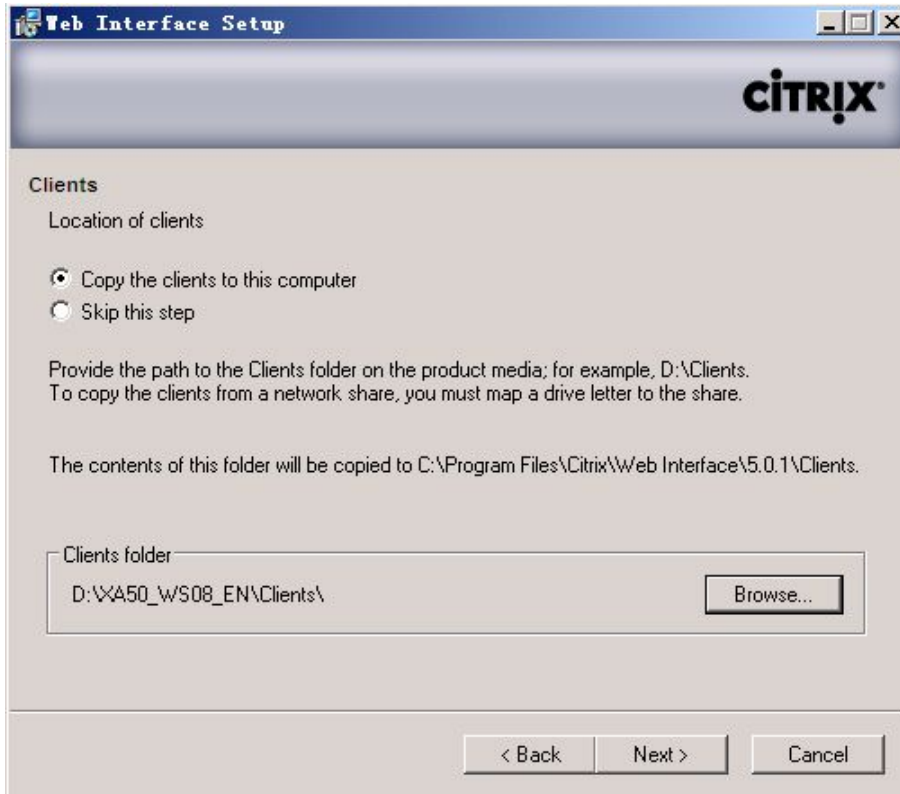 Web Interface Setup
CITRIX
Clients
Location of clients
Copy the clients to this computer
Skip this step
Provide the path to the Clients folder on the product media; for example, D:\Clients.
To copy the clients from a network share, you must map a drive letter to the share.
The contents of this folder will be copied to C:\Program Files\Citrix\Web Interface\5.0.1\Clients.
Clients folder
D:\XA50_WS08_EN\Clients\
Browse...
< Back
Next >
Cancel